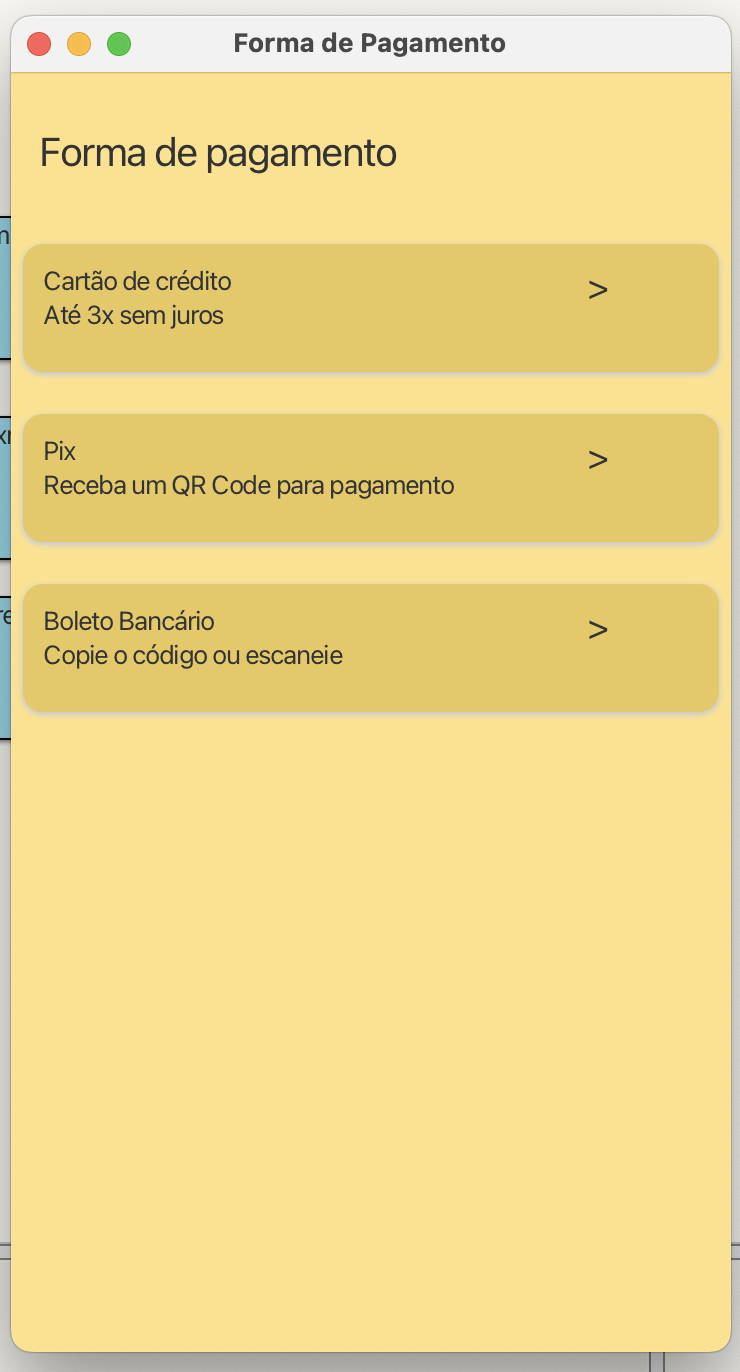 Forma de Pagamento
Forma de pagamento
Cartão de crédito
>
Até 3x sem juros
Pix
>
Receba um QR Code para pagamento
Boleto Bancário
>
Copie o código ou escaneie